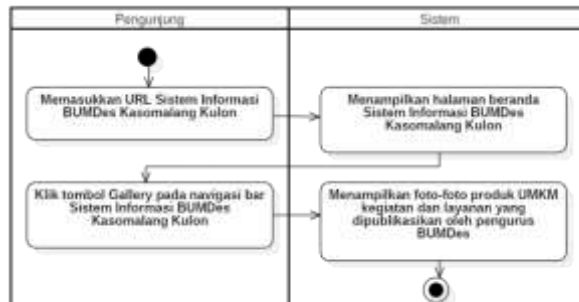 Pengunjung
Sistem
Memasukkan URL Sistem Informasi
BUMDes Kasomalang Kulon
Menampilkan halaman beranda
Sistem Informasi BUMDes
Kasomalang Kulon
Klik tombol Gallery pada navigasi bar
Sistem Informasi BUMDes
Kasomalang Kulon
Menampilkan foto-foto produk UMKM
kegiatan dan layanan yang
dipublikasikan oleh pengurus
BUMDes